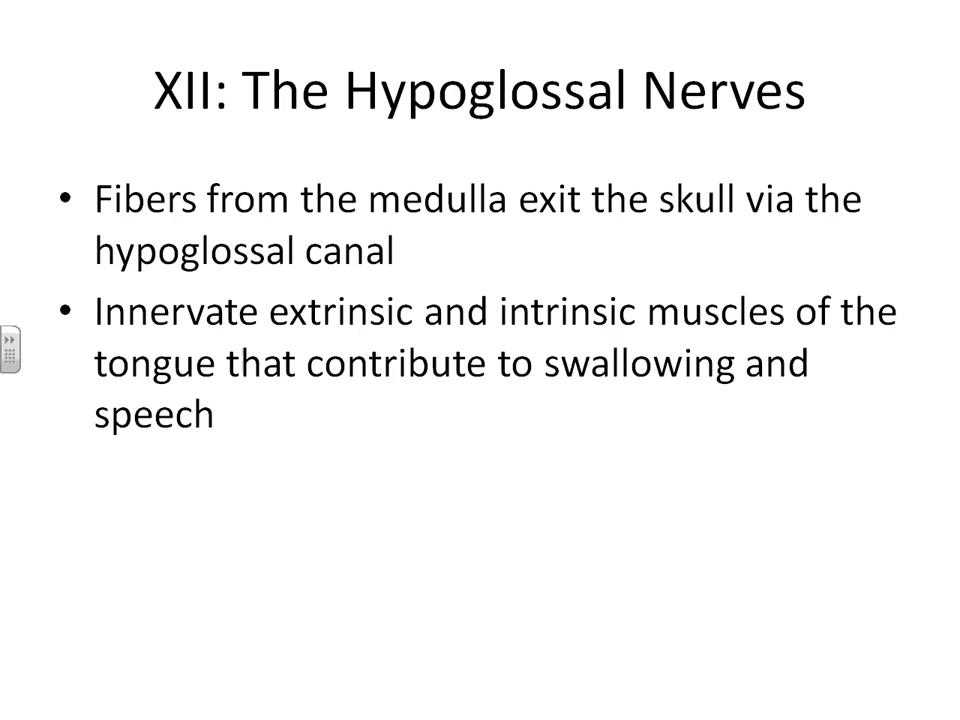 XII: The Hypoglossal Nerves
• Fibers from the medulla exit the skull via the
hypoglossal canal
• Innervate extrinsic and intrinsic muscles of the
tongue that contribute to swallowing and
speech